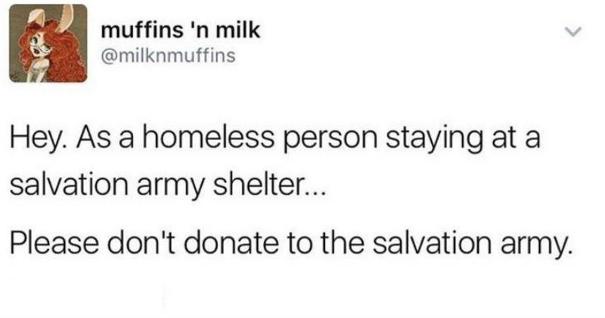 muffins 'n milk
@milknmuffins
Hey. As a homeless person staying at a
salvation army shelter...
Please don't donate to the salvation army.